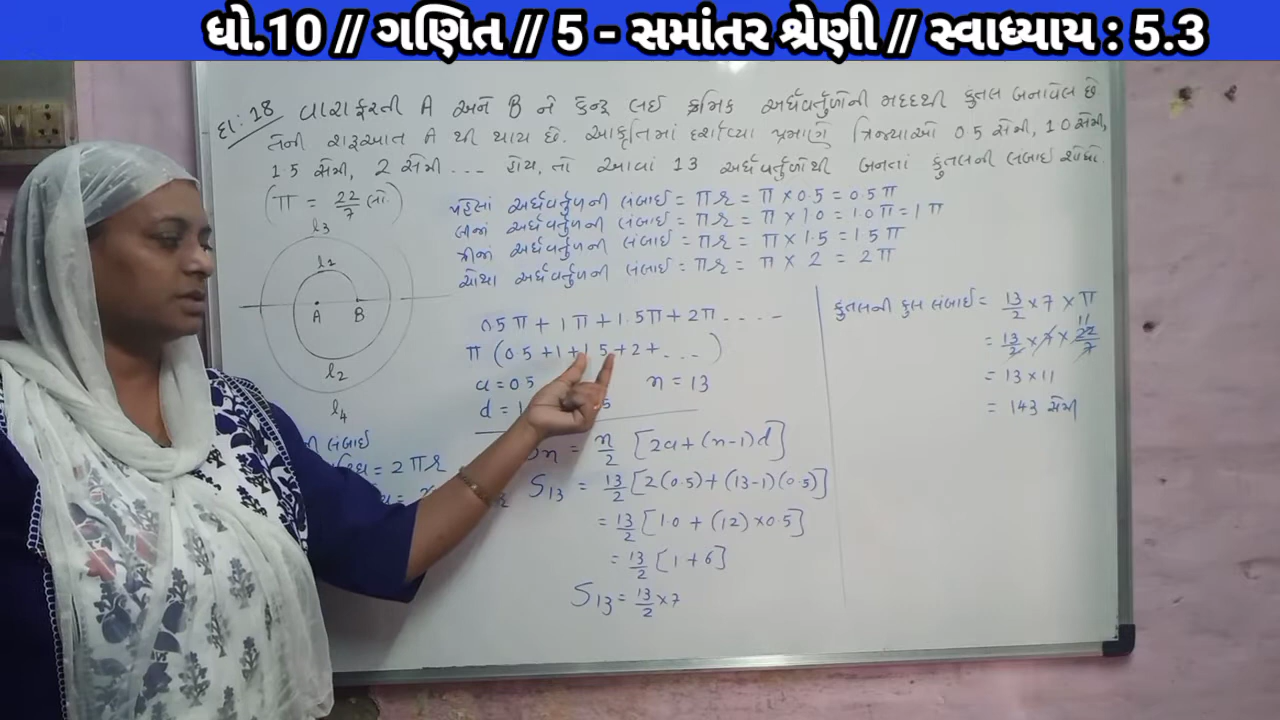 ધો.10 // ગણિત // 5 - સમાંતર શ્રેણી // સ્વાધ્યાય : 5.3
દા: 18 વારાફરતી A અને B ને કેન્દ્ર લઈ ક્રમિક અર્ધવર્તુળોની મદદથી કુંતલ બનાવેલ છે
તેની શરૂઆત A થી થાય છે. આકૃતિમાં દર્શાવ્યા પ્રમાણે ત્રિજ્યાઓ 0.5 સેમી, 1.0 સેમી,
1.5 સેમી, 2 સેમી ... હોય, તો આવાં 13 અર્ધવર્તુળોથી બનતાં કુંતલની લંબાઈ શોધો.
(π = 22/7 લો.)
પહેલાં અર્ધવર્તુળની લંબાઈ = πr = π × 0.5 = 0.5π
બીજાં અર્ધવર્તુળની લંબાઈ = πr = π × 1.0 = 1.0π = 1π
ત્રીજાં અર્ધવર્તુળની લંબાઈ = πr = π × 1.5 = 1.5π
ચોથા અર્ધવર્તુળની લંબાઈ = πr = π × 2 = 2π
l3
l1
A B
l2
l4
લંબાઈ
= 2πr
0.5π + 1π + 1.5π + 2π ....
π (0.5 + 1 + 1.5 + 2 + ...)
a = 0.5 n = 13
d = 1 5
Sn = n/2 [2a + (n-1)d]
S13 = 13/2 [2(0.5) + (13-1)(0.5)]
= 13/2 [1.0 + (12) × 0.5]
= 13/2 [1 + 6]
S13 = 13/2 × 7
કુંતલની કુલ લંબાઈ = 13/2 × 7 × π
11
= 13/2 × 7 × 22/7
= 13 × 11
= 143 સેમી